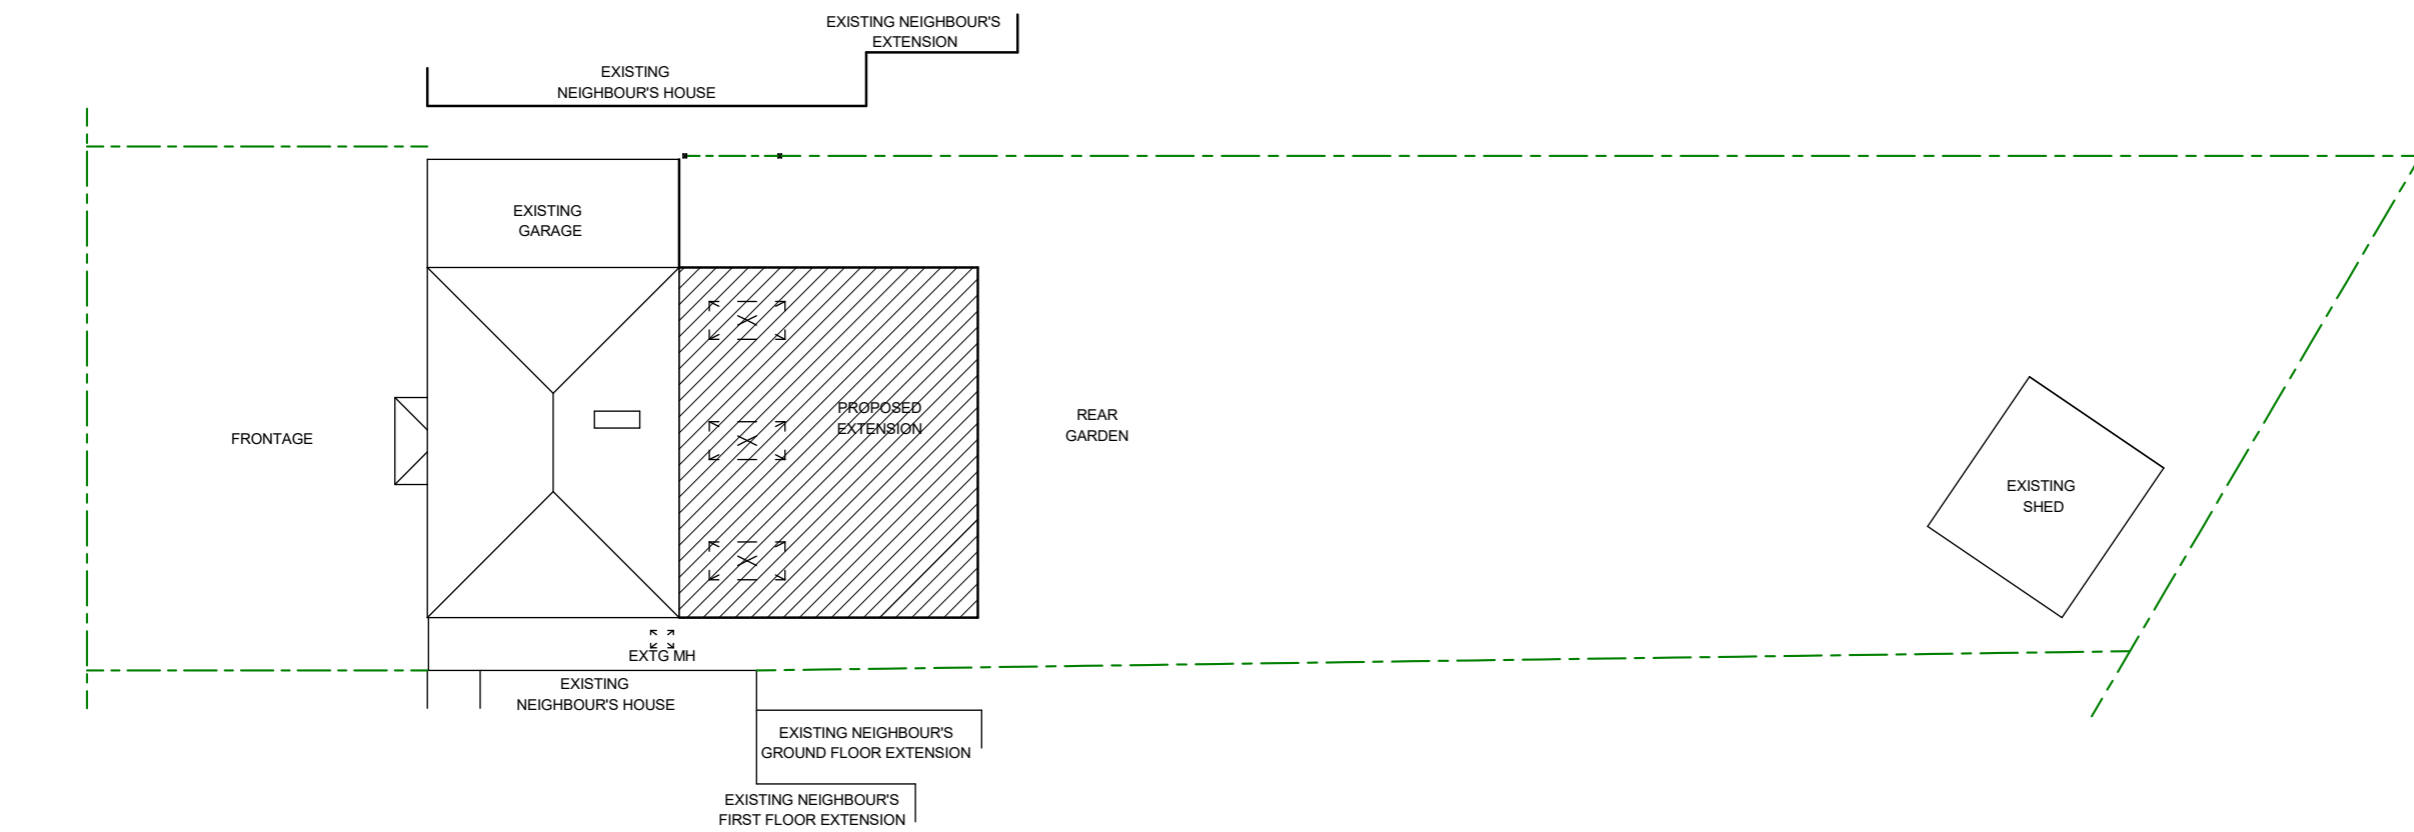 EXISTING NEIGHBOUR'S
EXTENSION
EXISTING
NEIGHBOUR'S HOUSE
EXISTING
GARAGE
PROPOSED
EXTENSION
REAR
GARDEN
FRONTAGE
EXISTING
SHED
EXTG MH
EXISTING
NEIGHBOUR'S HOUSE
EXISTING NEIGHBOUR'S
GROUND FLOOR EXTENSION
EXISTING NEIGHBOUR'S
FIRST FLOOR EXTENSION